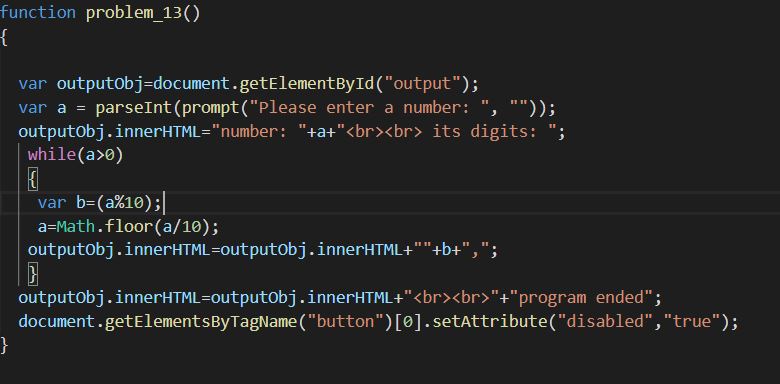 function problem_13()
{
var outputObj=document.getElementById("output");
var a = parseInt(prompt("Please enter a number: ", ""));
outputObj.innerHTML="number: "+a+"<br><br> its digits: ";
while(a>0)
{
var b=(a%10);
a=Math.floor(a/10);
outputObj.innerHTML=outputObj.innerHTML+""+b+",";
}
outputObj.innerHTML=outputObj.innerHTML+"<br><br>"+"program ended";
document.getElementsByTagName("button")[0].setAttribute("disabled","true");
}